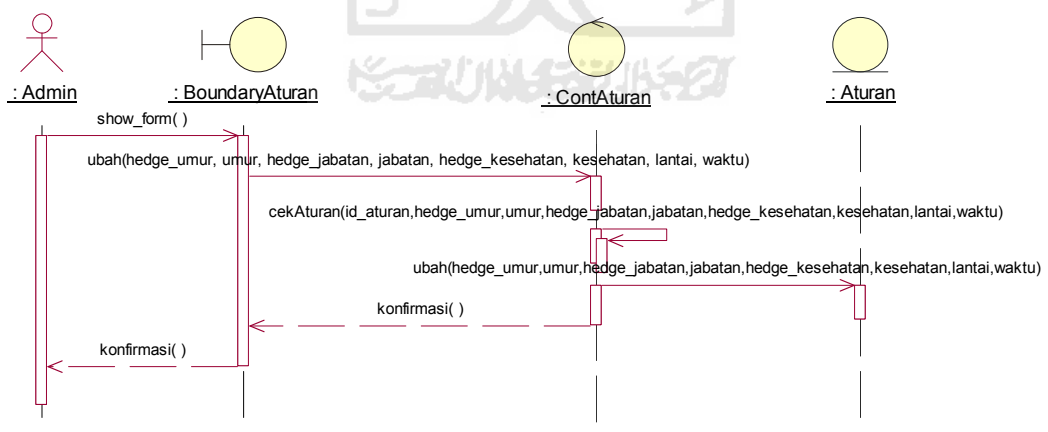 : Admin
: BoundaryAturan
: ContAturan
: Aturan
show_form( )
ubah(hedge_umur, umur, hedge_jabatan, jabatan, hedge_kesehatan, kesehatan, lantai, waktu)
cekAturan(id_aturan,hedge_umur,umur,hedge_jabatan,jabatan,hedge_kesehatan,kesehatan,lantai,waktu)
ubah(hedge_umur,umur,hedge_jabatan,jabatan,hedge_kesehatan,kesehatan,lantai,waktu)
konfirmasi( )
konfirmasi( )